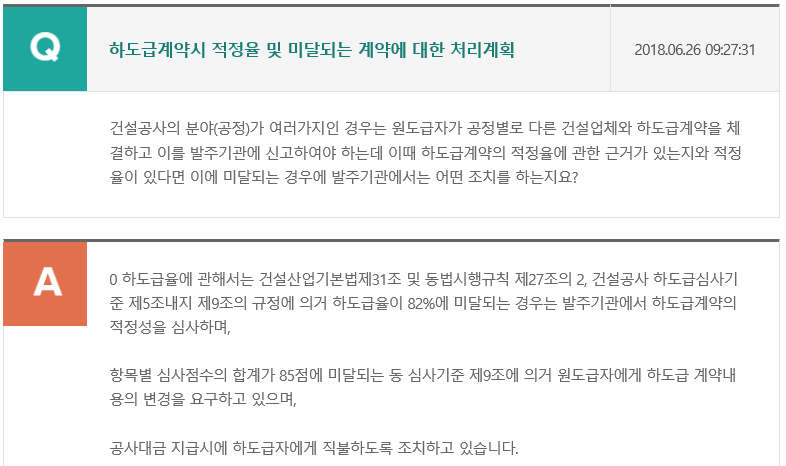 Q
하도급계약시 적정율 및 미달되는 계약에 대한 처리계획
2018.06.26 09:27:31
건설공사의 분야(공정)가 여러가지인 경우는 원도급자가 공정별로 다른 건설업체와 하도급계약을 체
결하고 이를 발주기관에 신고하여야 하는데 이때 하도급계약의 적정율에 관한 근거가 있는지와 적정
율이 있다면 이에 미달되는 경우에 발주기관에서는 어떤 조치를 하는지요?
A
0 하도급율에 관해서는 건설산업기본법제31조 및 동법시행규칙 제27조의 2, 건설공사 하도급심사기
준 제5조내지 제9조의 규정에 의거 하도급율이 82%에 미달되는 경우는 발주기관에서 하도급계약의
적정성을 심사하며,
항목별 심사점수의 합계가 85점에 미달되는 동 심사기준 제9조에 의거 원도급자에게 하도급 계약내
용의 변경을 요구하고 있으며,
공사대금 지급시에 하도급자에게 직불하도록 조치하고 있습니다.